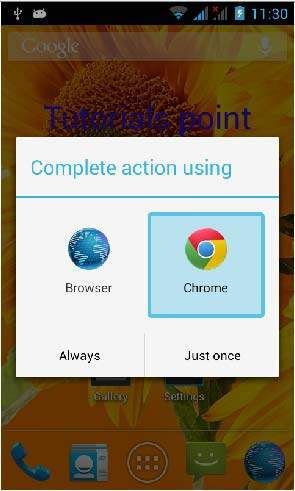 11:30
Google
Tutorials point
Complete action using
Browser
Chrome
Always
Just once
Gallery
Settings